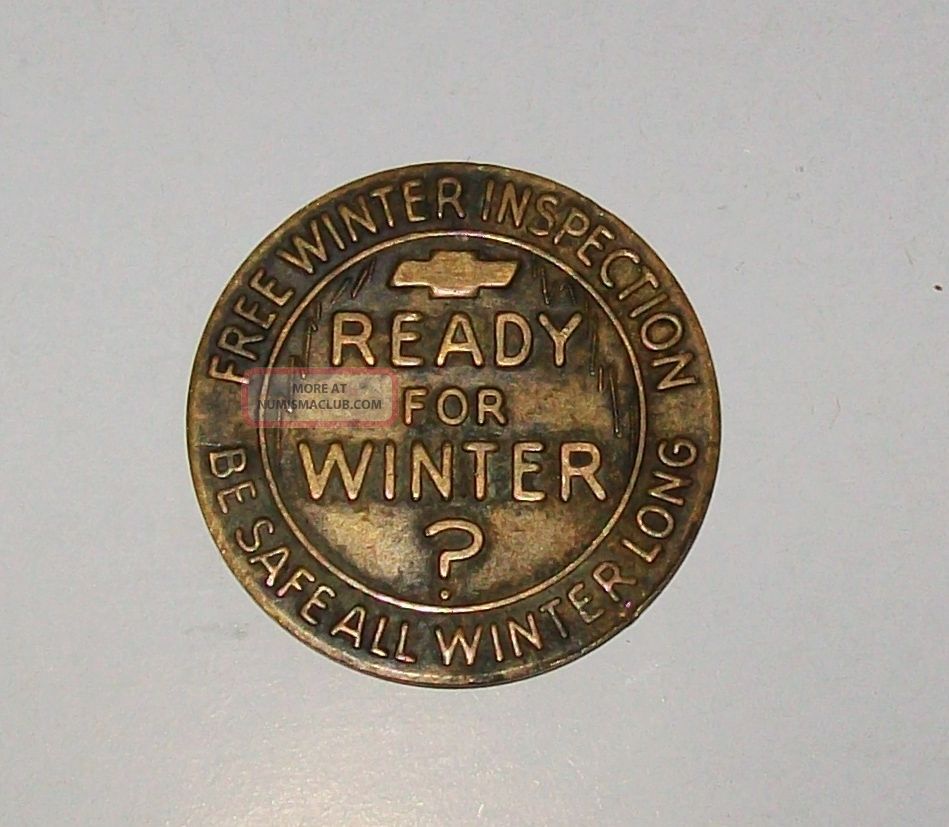 FREE WINTER INSPECTION
READY
FOR
WINTER
?
BE SAFE ALL WINTER LONG
MORE AT
NUMISMACLUB.COM